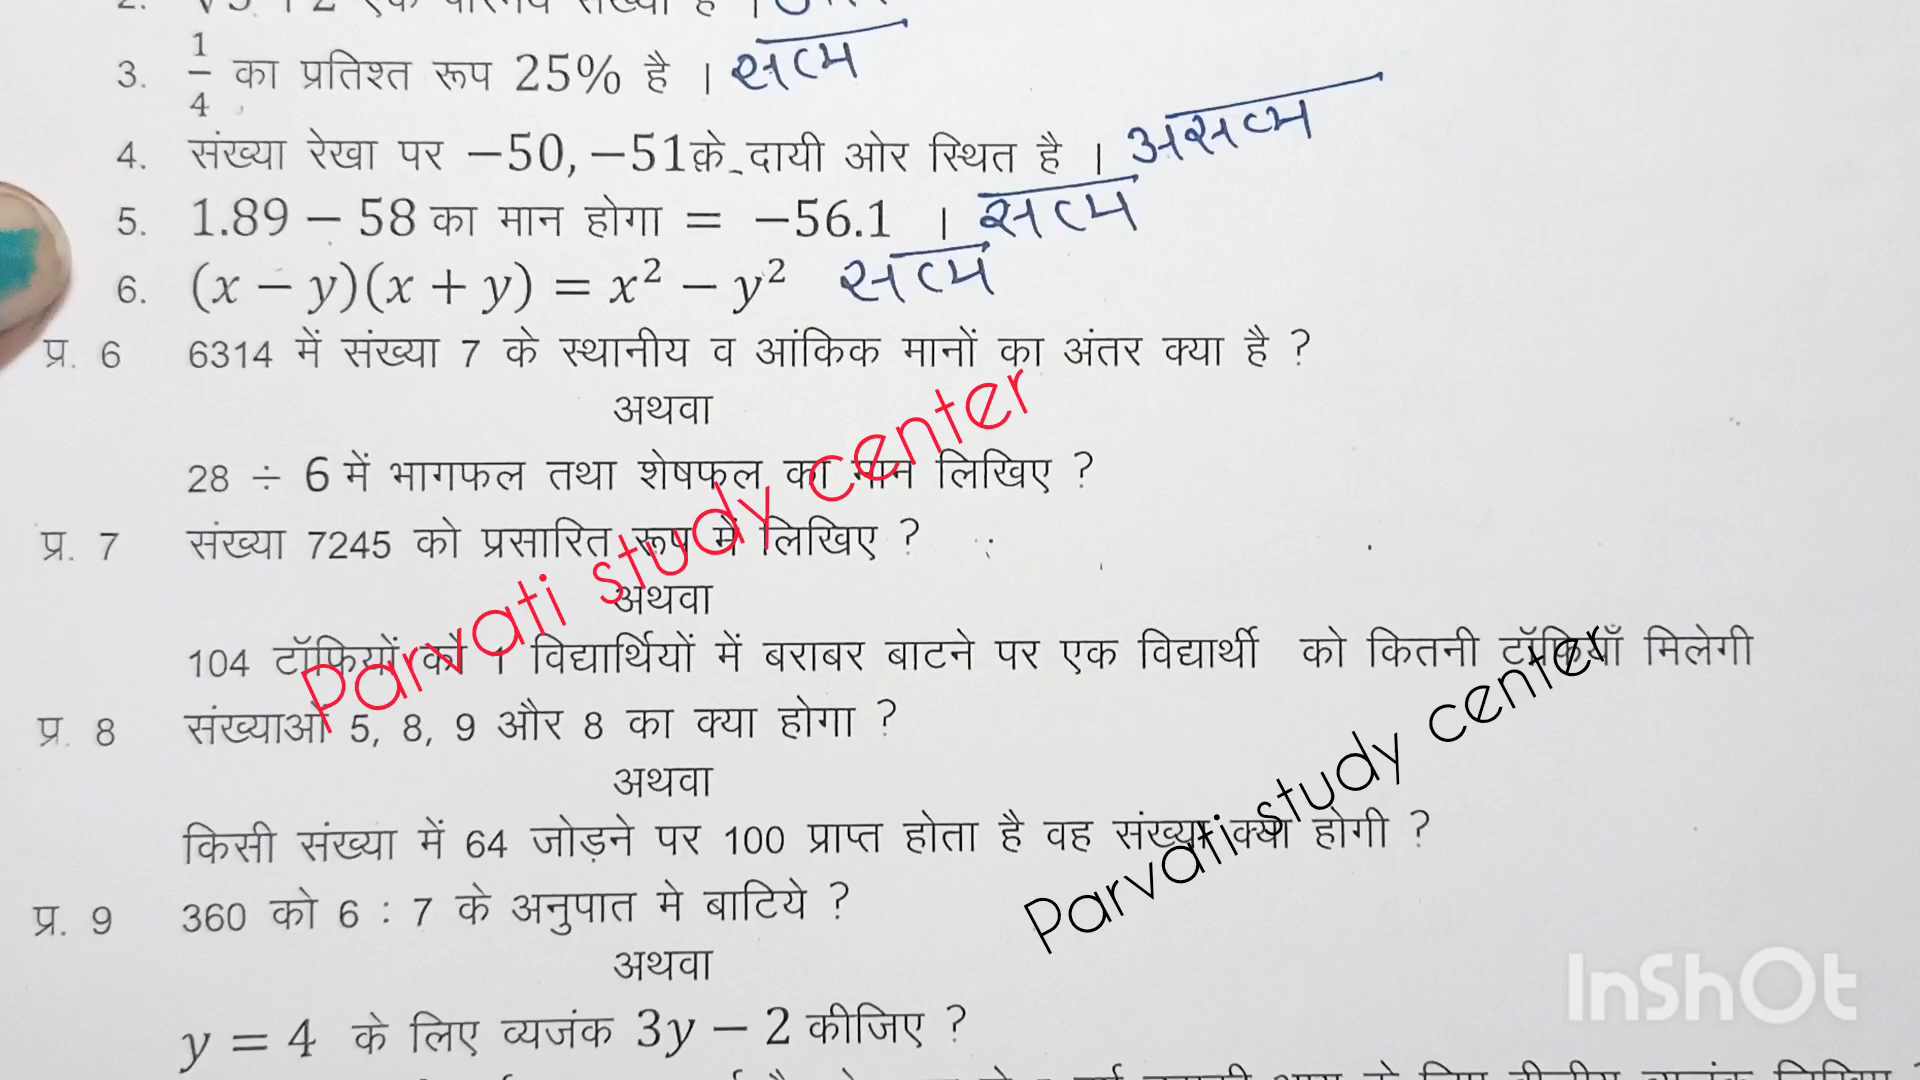 3. 1/4 का प्रतिश्त रूप 25% है । सत्य
4. संख्या रेखा पर −50, −51के दायी ओर स्थित है । असत्य
5. 1.89 − 58 का मान होगा = −56.1 । सत्य
6. (x − y)(x + y) = x² − y² सत्य
प्र. 6 6314 में संख्या 7 के स्थानीय व आंकिक मानों का अंतर क्या है ?
अथवा
28 ÷ 6 में भागफल तथा शेषफल का मान लिखिए ?
प्र. 7 संख्या 7245 को प्रसारित रूप में लिखिए ?
अथवा
104 टॉफियों को 1 विद्यार्थियों में बराबर बाटने पर एक विद्यार्थी को कितनी टॉफियाँ मिलेगी
प्र. 8 संख्याओं 5, 8, 9 और 8 का क्या होगा ?
अथवा
किसी संख्या में 64 जोड़ने पर 100 प्राप्त होता है वह संख्या क्या होगी ?
प्र. 9 360 को 6 : 7 के अनुपात मे बाटिये ?
अथवा
y = 4 के लिए व्यजंक 3y − 2 कीजिए ?
Parvati study center
Parvati study center
InShOt